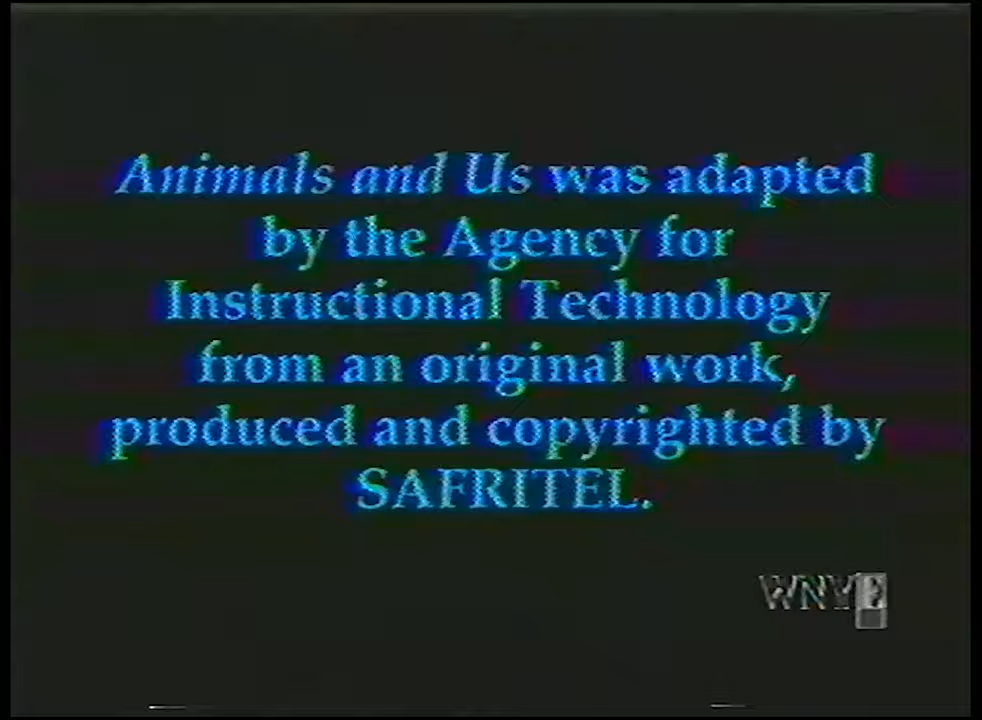 Animals and Us was adapted
by the Agency for
Instructional Technology
from an original work,
produced and copyrighted by
SAFRITEL.
WNYE